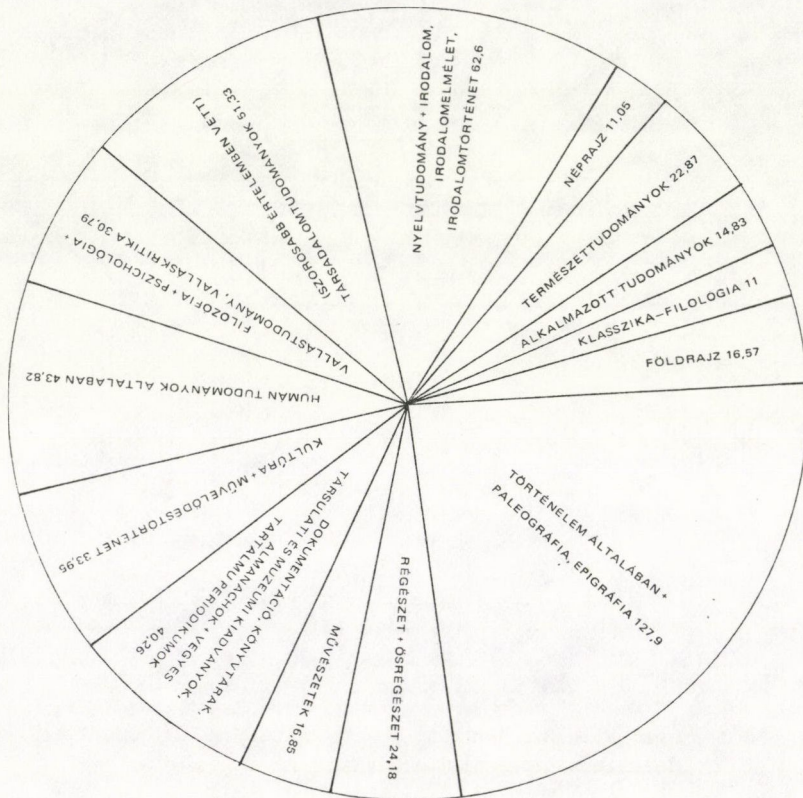 NYELVTUDOMÁNY + IRODALOM,
IRODALOMELMÉLET,
IRODALOMTÖRTÉNET 62,6
NÉPRAJZ 11,05
TERMÉSZETTUDOMÁNYOK 22,87
ALKALMAZOTT TUDOMÁNYOK 14,83
KLASSZIKA–FILOLOGIA 11
FÖLDRAJZ 16,57
TÖRTÉNELEM ÁLTALÁBAN +
PALEOGRÁFIA, EPIGRÁFIA 127,9
RÉGÉSZET + ŐSRÉGÉSZET 24,18
MŰVÉSZETEK 16,85
DOKUMENTÁCIÓ, KÖNYVTÁRAK,
TÁRSULATI ÉS MÚZEUMI KIADVÁNYOK,
ALMANACHOK + VEGYES
TARTALMÚ PERIODIKUMOK
40,26
KULTÚRA + MŰVELŐDÉSTÖRTÉNET 33,95
HUMÁN TUDOMÁNYOK ÁLTALÁBAN 43,82
FILOZÓFIA + PSZICHOLÓGIA
VALLÁSTUDOMÁNY, VALLÁSKRITIKA 30,79
(SZOROSABB ÉRTELEMBEN VETT)
TÁRSADALOMTUDOMÁNYOK 51,33